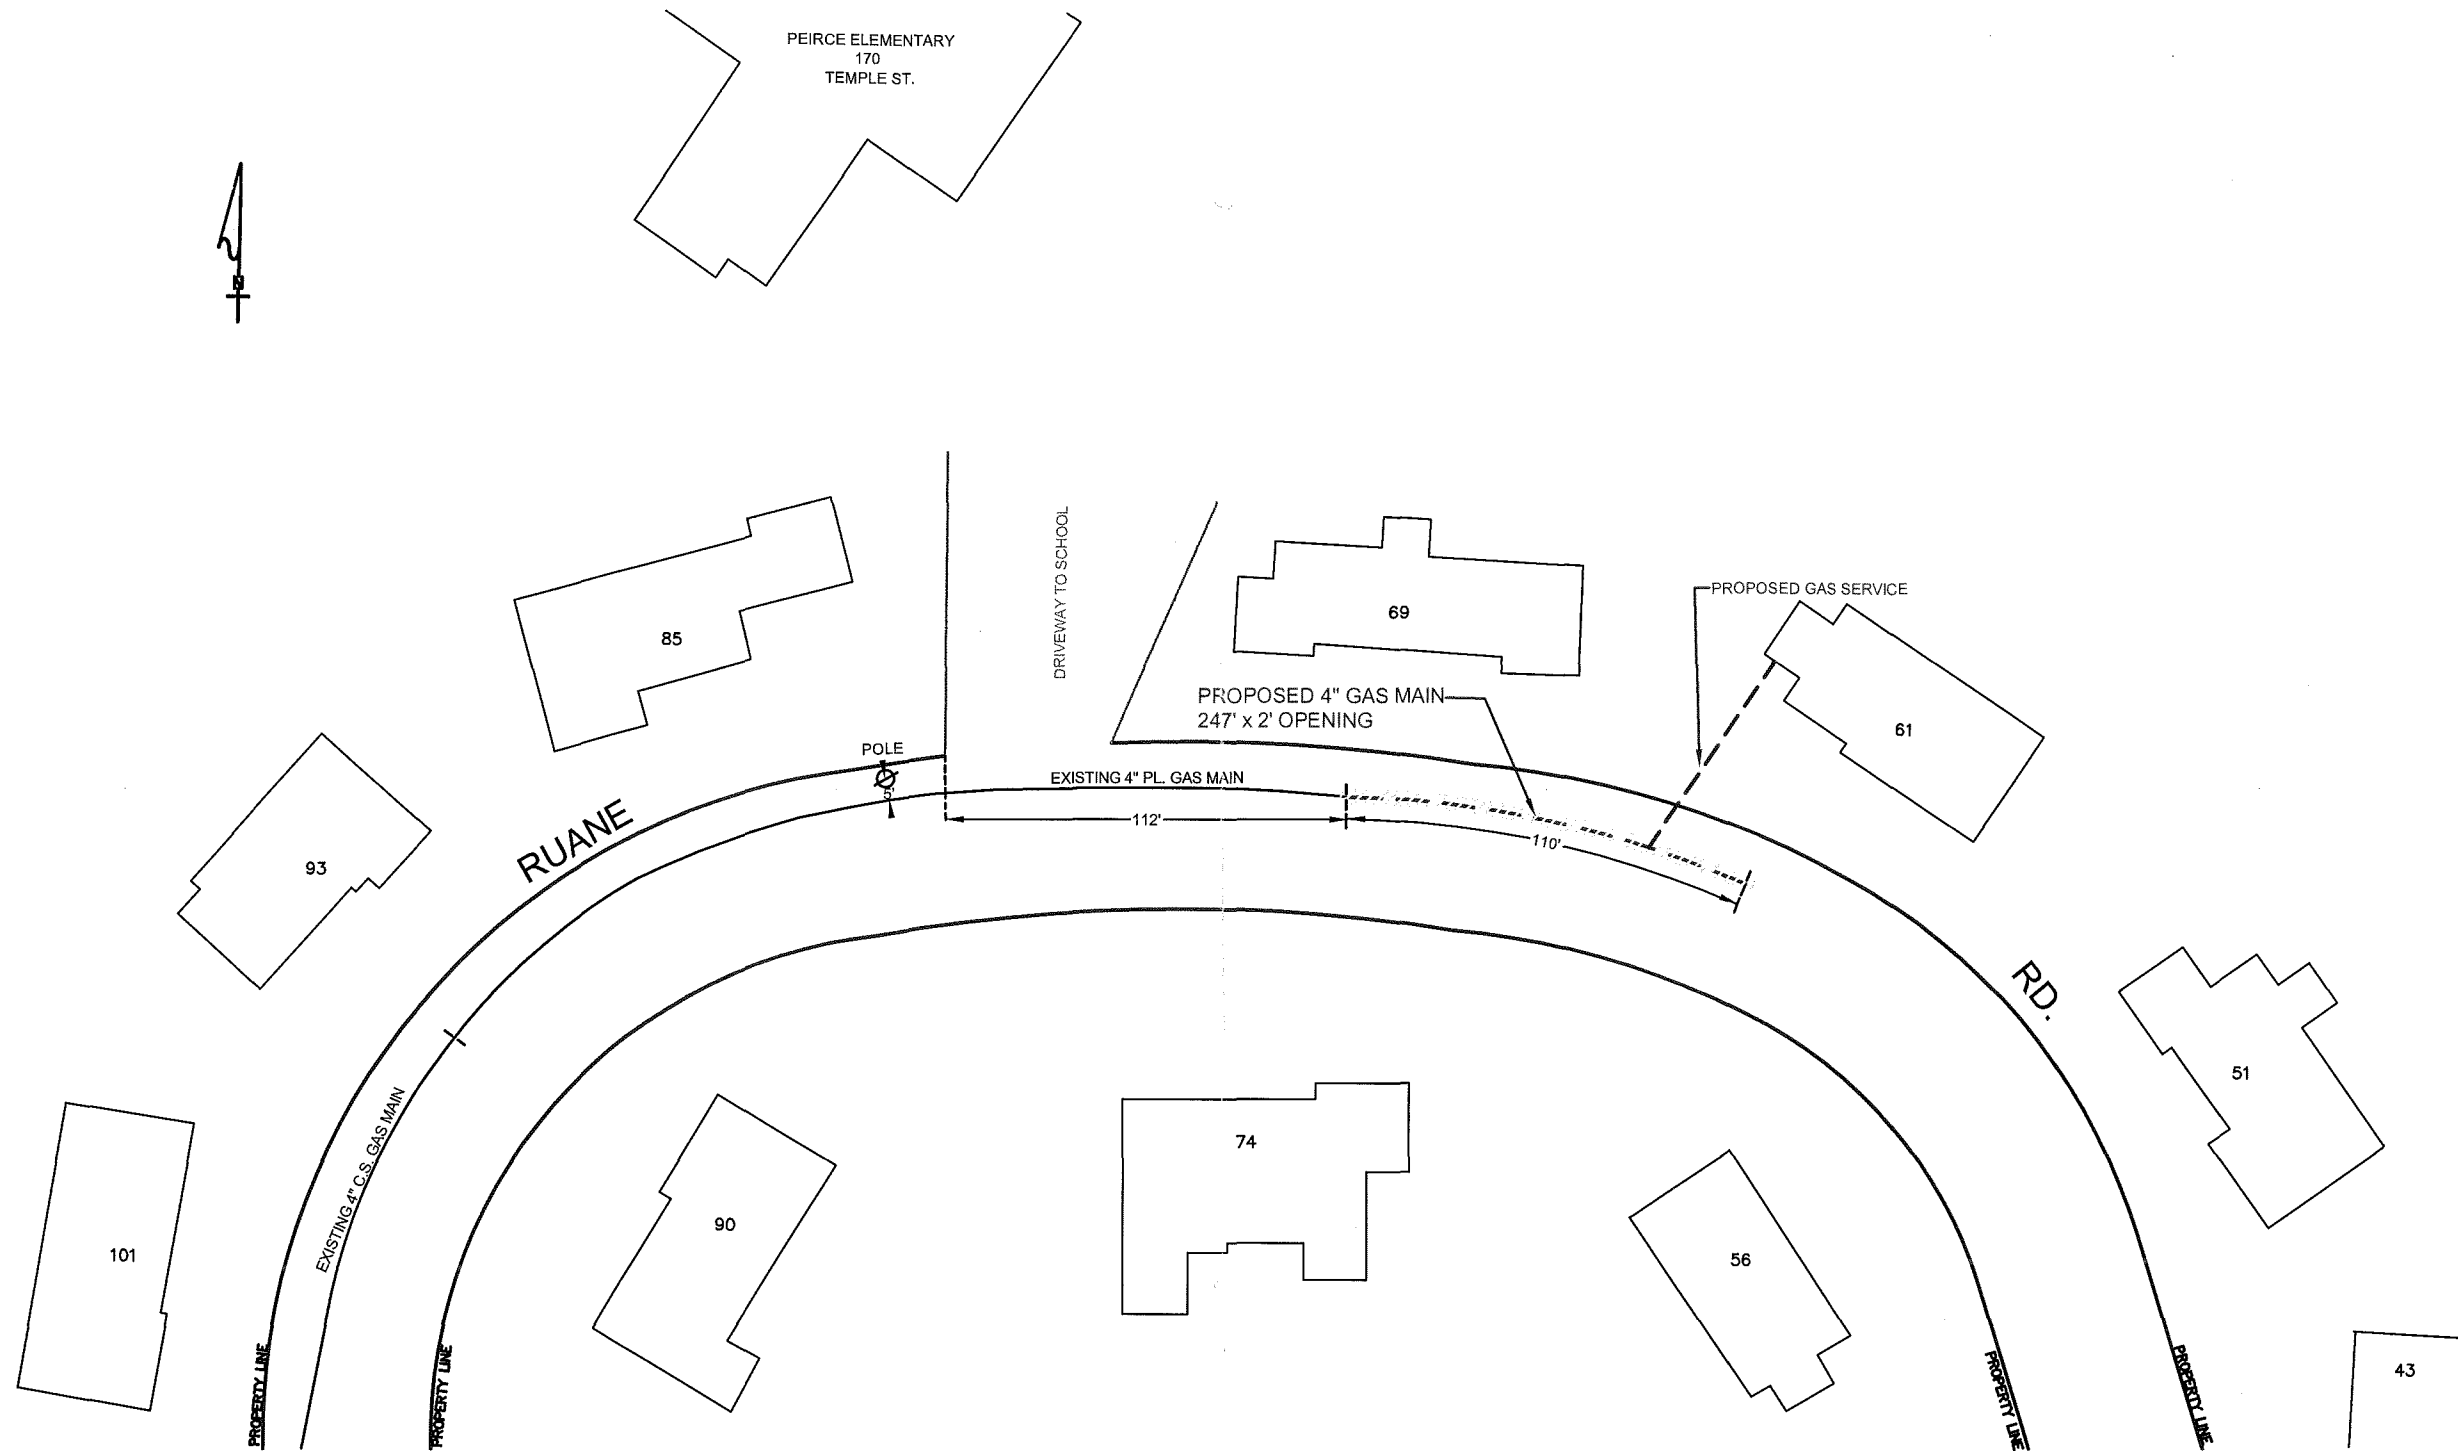 PEIRCE ELEMENTARY
170
TEMPLE ST.
N
DRIVEWAY TO SCHOOL
69
PROPOSED GAS SERVICE
85
PROPOSED 4" GAS MAIN
247' x 2' OPENING
61
POLE
5'
EXISTING 4" PL. GAS MAIN
112'
110'
RUANE
93
RD.
51
EXISTING 4" C.S. GAS MAIN
74
90
101
56
43
PROPERTY LINE
PROPERTY LINE
PROPERTY LINE
PROPERTY LINE